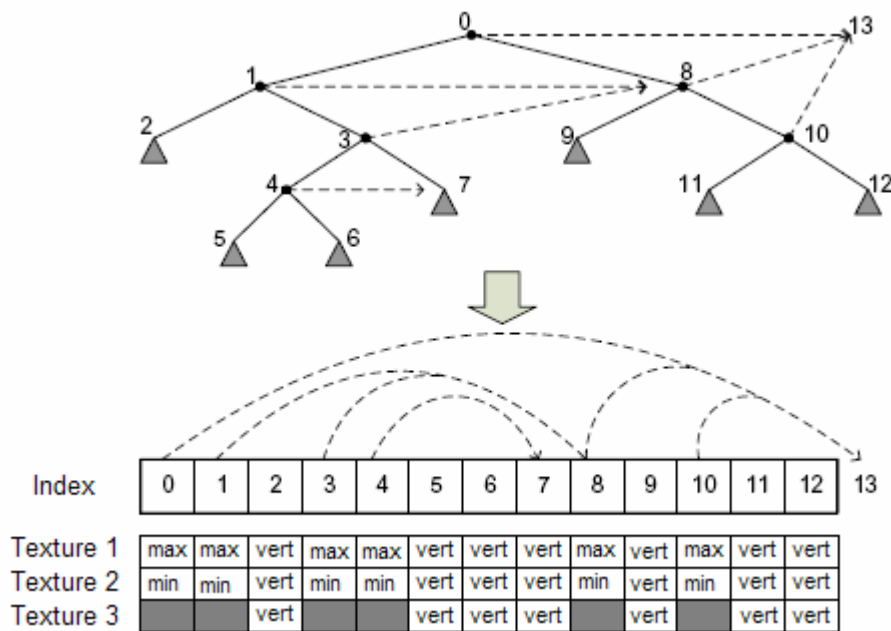 0 13
1 8
2 3 9 10
4 7 11 12
5 6
Index 0 1 2 3 4 5 6 7 8 9 10 11 12 13
Texture 1 max max vert max max vert vert vert max vert max vert vert
Texture 2 min min vert min min vert vert vert min vert min vert vert
Texture 3 vert vert vert vert vert vert vert